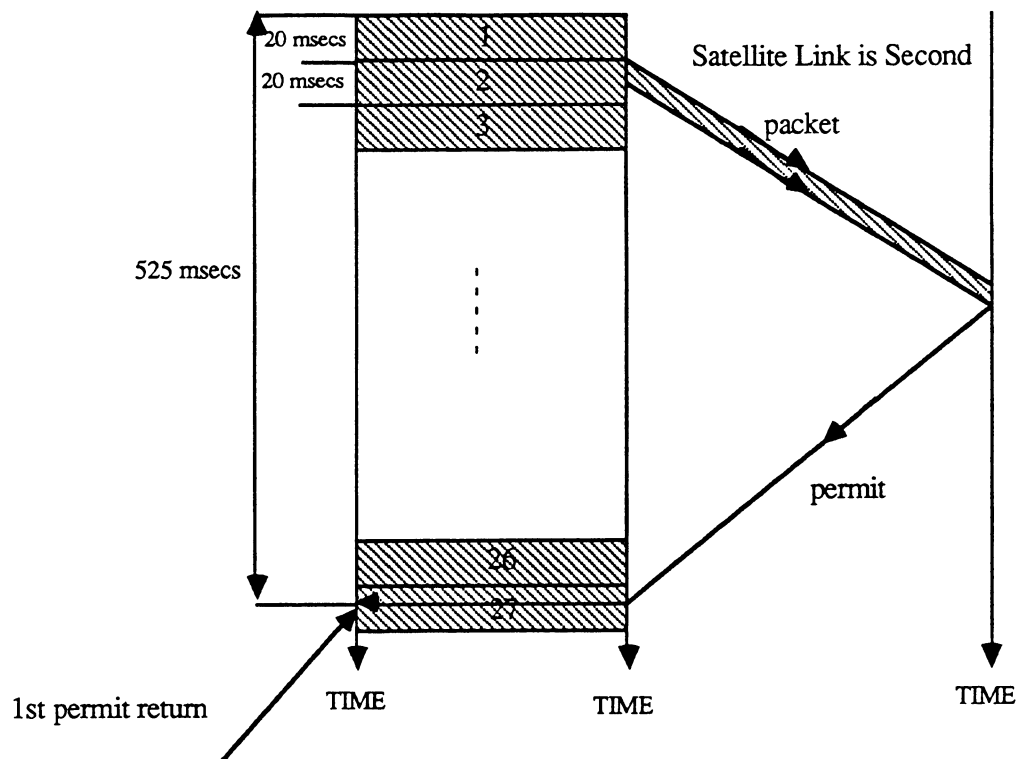 20 msecs
1
Satellite Link is Second
20 msecs
2
packet
3
525 msecs
permit
26
27
1st permit return
TIME
TIME
TIME